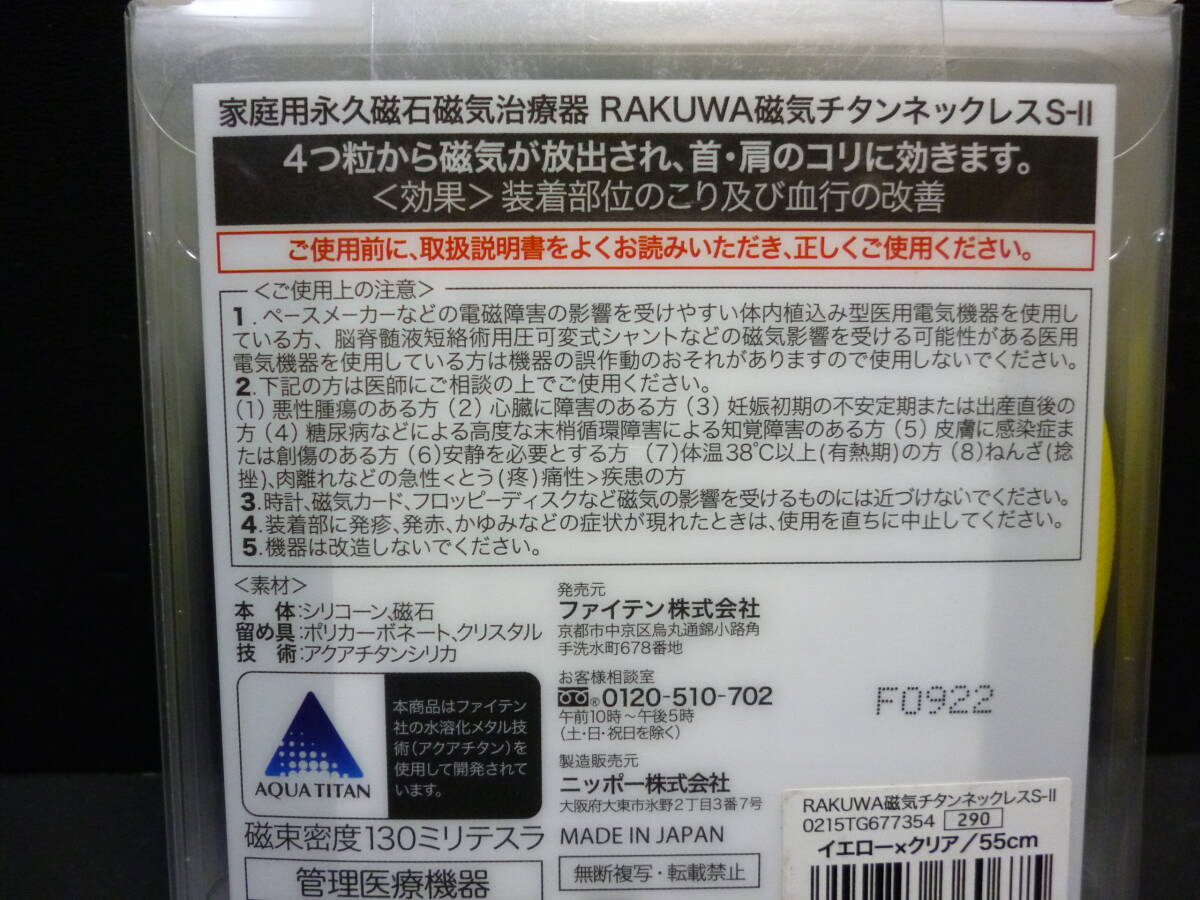 家庭用永久磁石磁気治療器 RAKUWA磁気チタンネックレスS-II
4つ粒から磁気が放出され、首・肩のコリに効きます。
＜効果＞装着部位のこり及び血行の改善
ご使用前に、取扱説明書をよくお読みいただき、正しくご使用ください。
＜ご使用上の注意＞
1.ペースメーカーなどの電磁障害の影響を受けやすい体内植込み型医用電気機器を使用し
ている方、脳脊髄液短絡術用圧可変式シャントなどの磁気影響を受ける可能性がある医用
電気機器を使用している方は機器の誤作動のおそれがありますので使用しないでください。
2.下記の方は医師にご相談の上でご使用ください。
(1)悪性腫瘍のある方(2)心臓に障害のある方(3)妊娠初期の不安定期または出産直後の
方(4)糖尿病などによる高度な末梢循環障害による知覚障害のある方(5)皮膚に感染症ま
たは創傷のある方(6)安静を必要とする方 (7)体温38℃以上(有熱期)の方(8)ねんざ(捻
挫)、肉離れなどの急性<とう(疼)痛性>疾患の方
3.時計、磁気カード、フロッピーディスクなど磁気の影響を受けるものには近づけないでください。
4.装着部に発疹、発赤、かゆみなどの症状が現れたときは、使用を直ちに中止してください。
5.機器は改造しないでください。
＜素材＞
本 体:シリコーン、磁石
留め具:ポリカーボネート、クリスタル
技 術:アクアチタンシリカ
AQUA TITAN
本商品はファイテン
社の水溶化メタル技
術(アクアチタン)を
使用して開発されて
います。
磁束密度130ミリテスラ
管理医療機器
発売元
ファイテン株式会社
京都市中京区烏丸通錦小路角
手洗水町678番地
お客様相談室
®0120-510-702
午前10時～午後5時
(土・日・祝日を除く)
製造販売元
ニッポー株式会社
大阪府大東市氷野2丁目3番7号
MADE IN JAPAN
無断複写・転載禁止
F0922
RAKUWA磁気チタンネックレスS-II
0215TG677354 290
イエロー×クリア/55cm